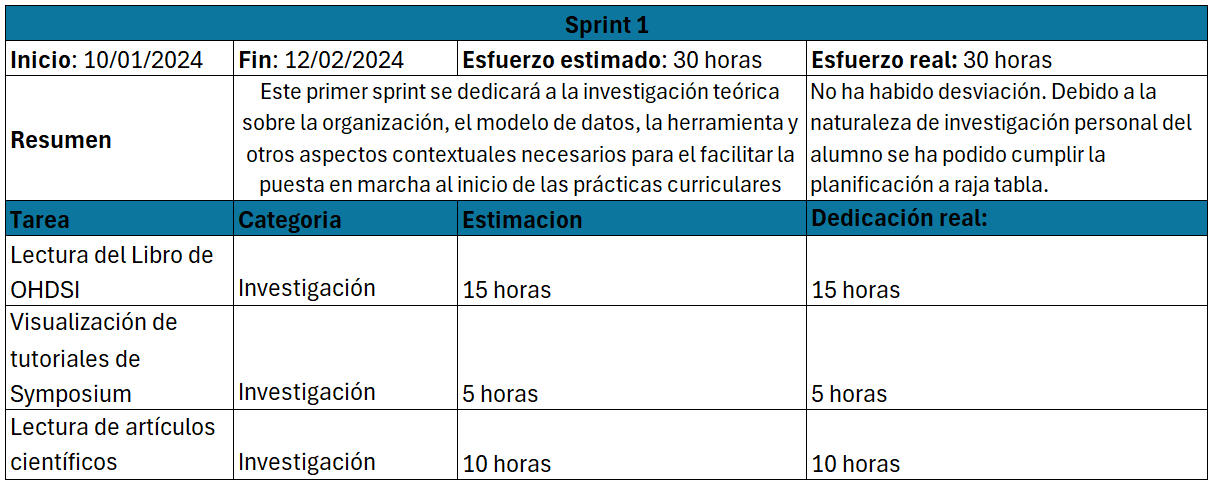 Sprint 1
Inicio: 10/01/2024 Fin: 12/02/2024 Esfuerzo estimado: 30 horas Esfuerzo real: 30 horas
Resumen
Este primer sprint se dedicará a la investigación teórica
sobre la organización, el modelo de datos, la herramienta y
otros aspectos contextuales necesarios para el facilitar la
puesta en marcha al inicio de las prácticas curriculares
No ha habido desviación. Debido a la
naturaleza de investigación personal del
alumno se ha podido cumplir la
planificación a raja tabla.
Tarea Categoria Estimacion Dedicación real:
Lectura del Libro de
OHDSI Investigación 15 horas 15 horas
Visualización de
tutoriales de
Symposium Investigación 5 horas 5 horas
Lectura de artículos
científicos Investigación 10 horas 10 horas